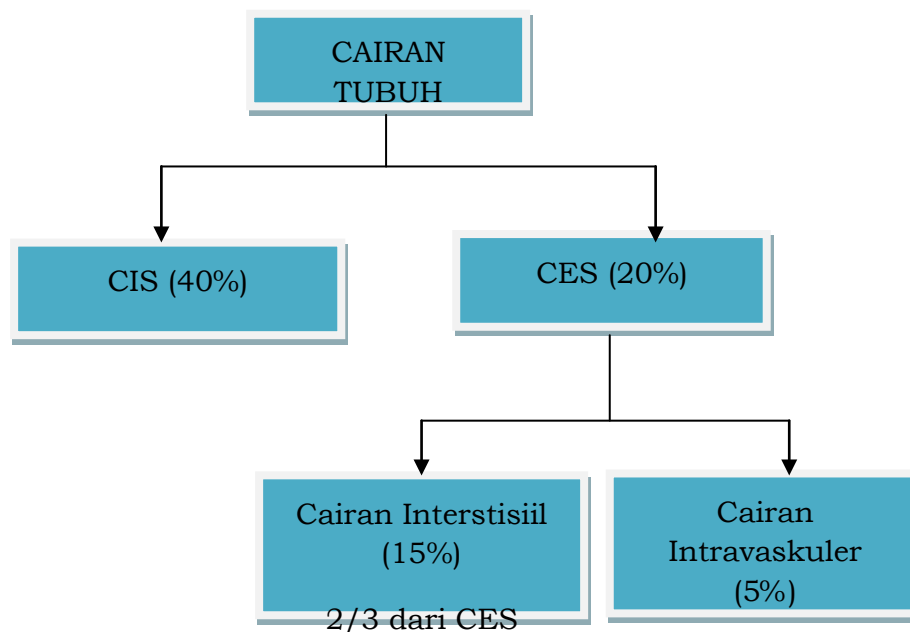 CAIRAN
TUBUH
CIS (40%)
CES (20%)
Cairan Interstisiil
(15%)
2/3 dari CES
Cairan
Intravaskuler
(5%)